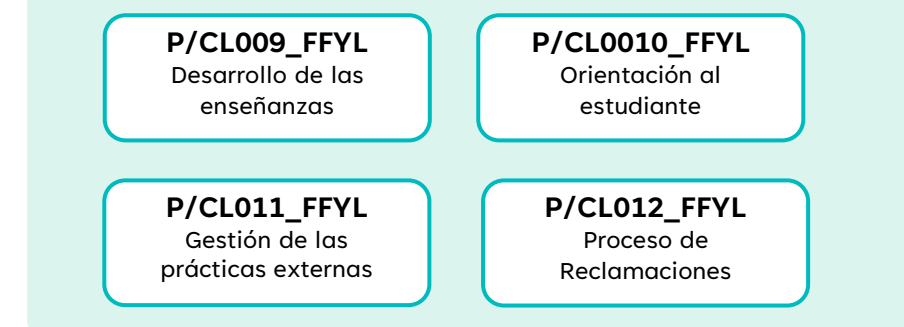 P/CL009_FFYL
Desarrollo de las
enseñanzas
P/CL0010_FFYL
Orientación al
estudiante
P/CL011_FFYL
Gestión de las
prácticas externas
P/CL012_FFYL
Proceso de
Reclamaciones